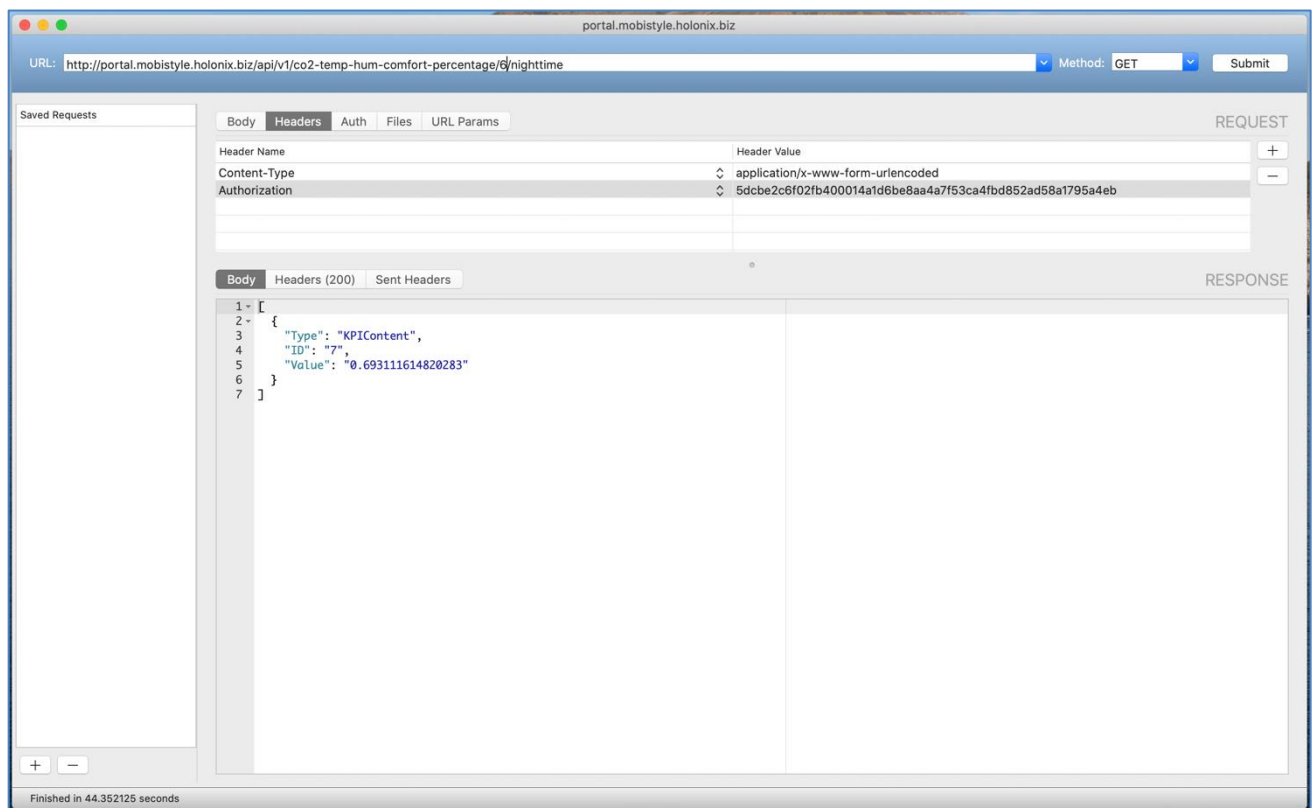 portal.mobistyle.holonix.biz
URL: http://portal.mobistyle.holonix.biz/api/v1/co2-temp-hum-comfort-percentage/6/nighttime Method: GET Submit
Saved Requests
Body Headers Auth Files URL Params REQUEST
Header Name Header Value +
Content-Type application/x-www-form-urlencoded −
Authorization 5dcbe2c6f02fb400014a1d6be8aa4a7f53ca4fbd852ad58a1795a4eb
Body Headers (200) Sent Headers RESPONSE
1 [
2 {
3 "Type": "KPIContent",
4 "ID": "7",
5 "Value": "0.693111614820283"
6 }
7 ]
+ −
Finished in 44.352125 seconds